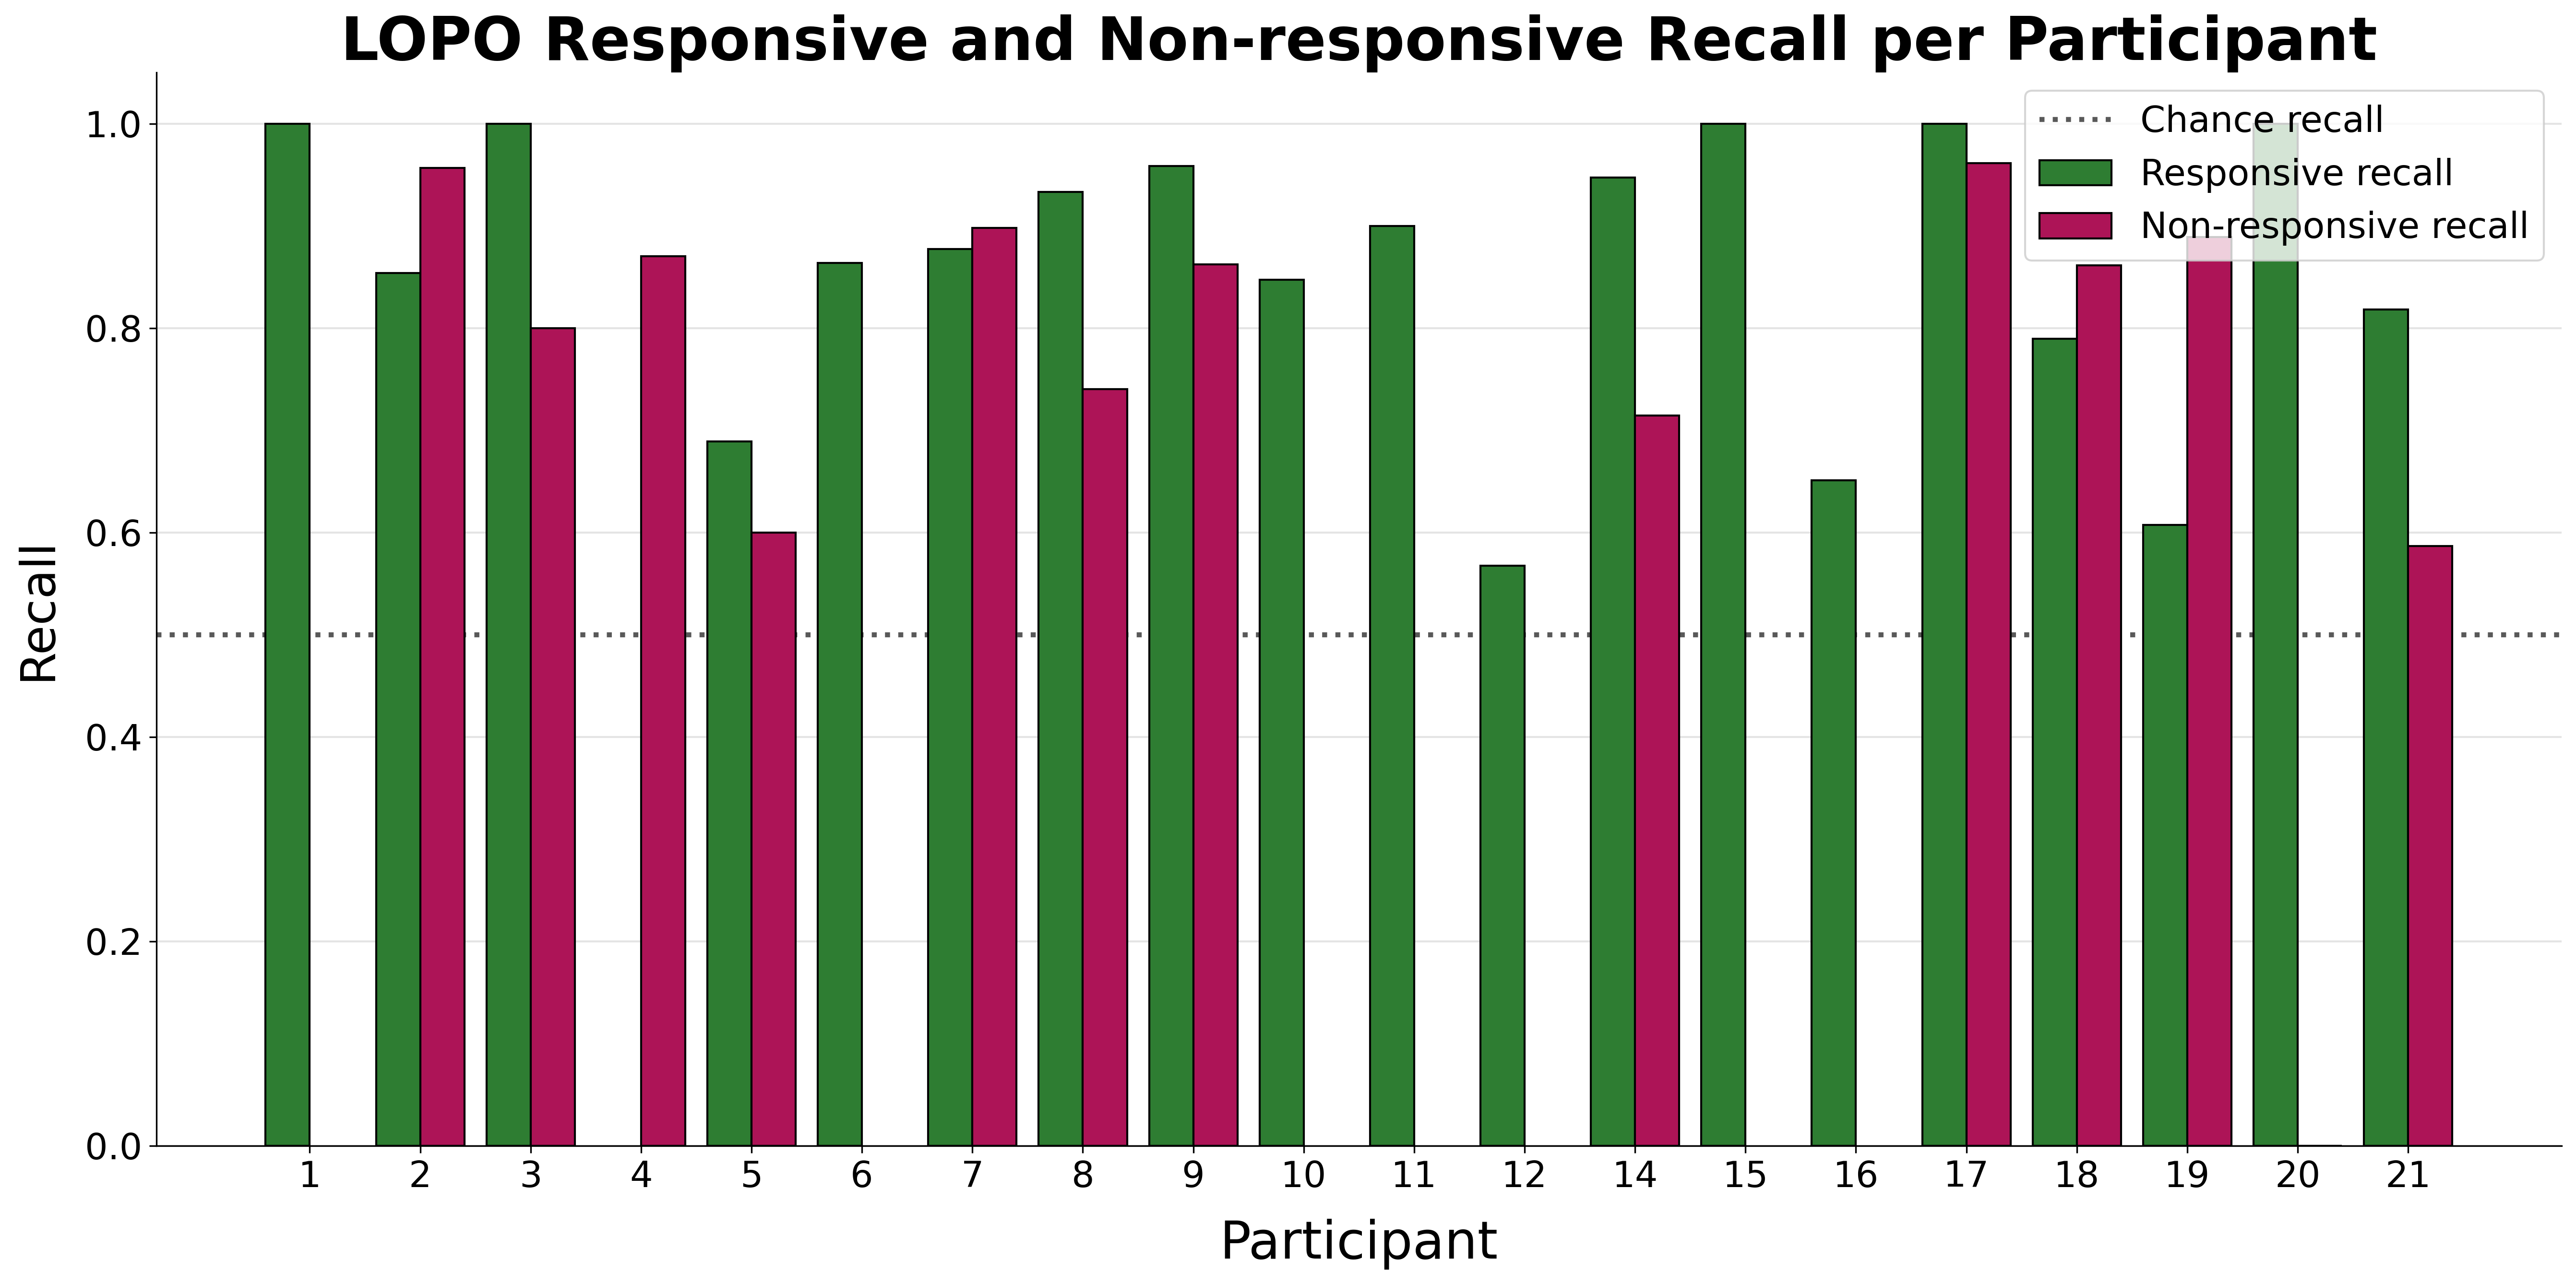 LOPO Responsive and Non-responsive Recall per Participant
Chance recall
Responsive recall
Non-responsive recall
Recall
1.0
0.8
0.6
0.4
0.2
0.0
1 2 3 4 5 6 7 8 9 10 11 12 14 15 16 17 18 19 20 21
Participant